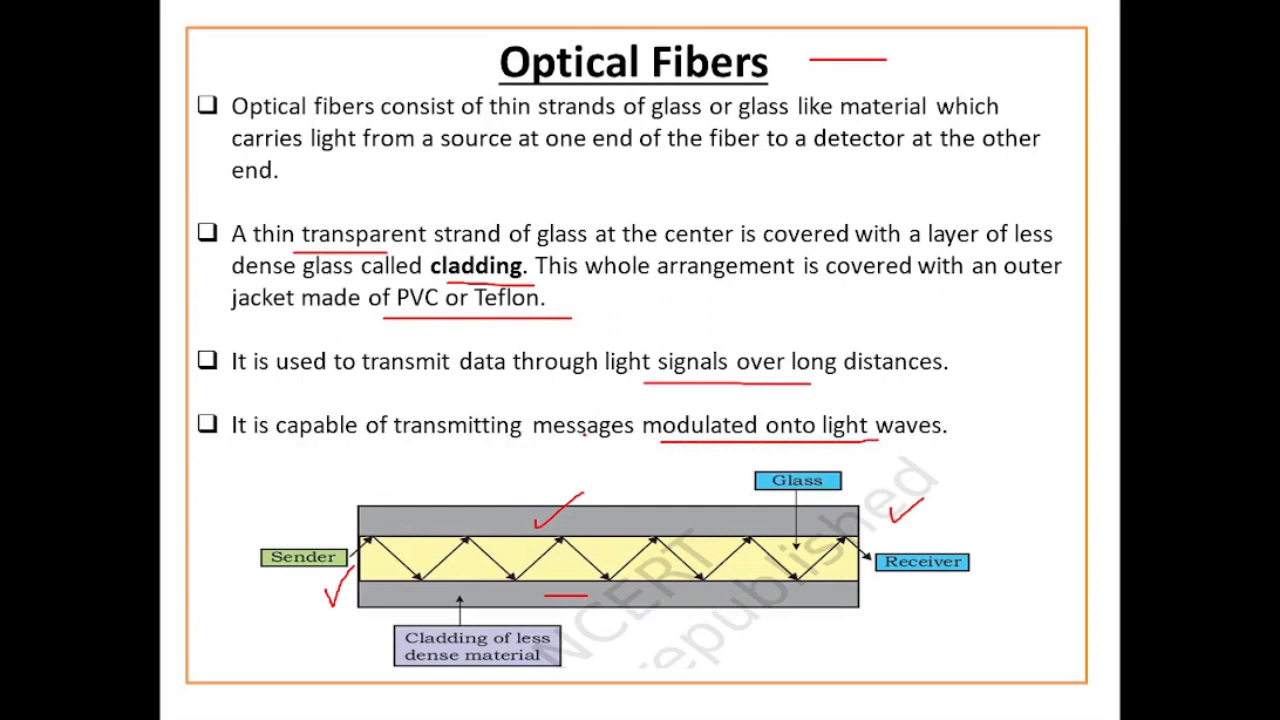 Optical Fibers
❑ Optical fibers consist of thin strands of glass or glass like material which
carries light from a source at one end of the fiber to a detector at the other
end.
❑ A thin transparent strand of glass at the center is covered with a layer of less
dense glass called cladding. This whole arrangement is covered with an outer
jacket made of PVC or Teflon.
❑ It is used to transmit data through light signals over long distances.
❑ It is capable of transmitting messages modulated onto light waves.
Glass
Sender
Receiver
Cladding of less
dense material
NCERT
republished